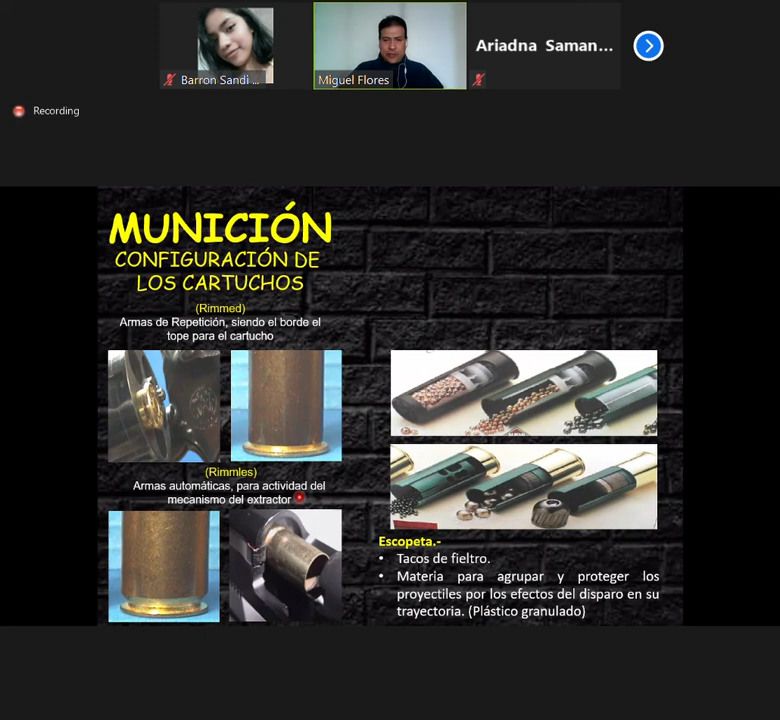 Ariadna Saman...
Barron Sandi ...
Miguel Flores
Recording
MUNICIÓN
CONFIGURACIÓN DE
LOS CARTUCHOS
(Rimmed)
Armas de Repetición, siendo el borde el
tope para el cartucho
(Rimmles)
Armas automáticas, para actividad del
mecanismo del extractor
Escopeta.-
• Tacos de fieltro.
• Materia para agrupar y proteger los
proyectiles por los efectos del disparo en su
trayectoria. (Plástico granulado)